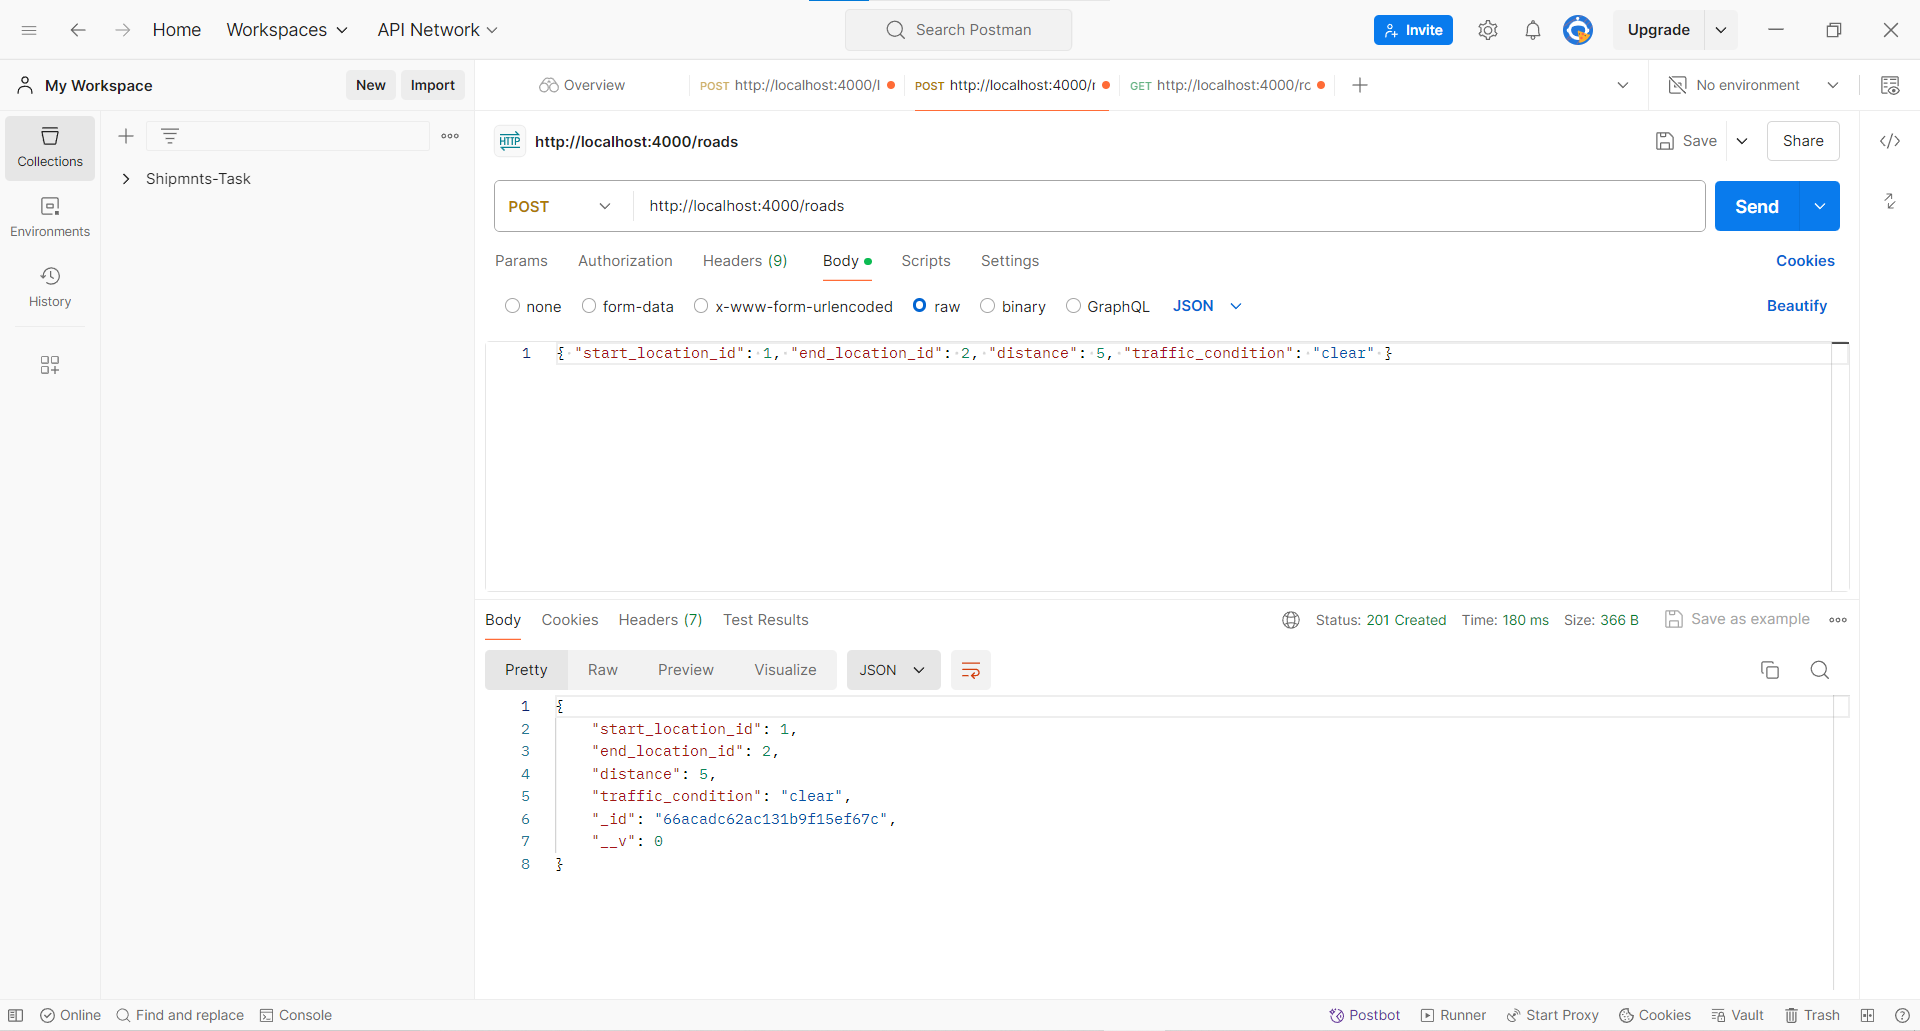 Home Workspaces API Network Search Postman Invite Upgrade
My Workspace New Import Overview POST http://localhost:4000/l POST http://localhost:4000/r GET http://localhost:4000/rc No environment
Collections
Environments
History
Shipmnts-Task
HTTP http://localhost:4000/roads Save Share
POST http://localhost:4000/roads Send
Params Authorization Headers (9) Body Scripts Settings Cookies
none form-data x-www-form-urlencoded raw binary GraphQL JSON Beautify
1 { "start_location_id": 1, "end_location_id": 2, "distance": 5, "traffic_condition": "clear" }
Body Cookies Headers (7) Test Results Status: 201 Created Time: 180 ms Size: 366 B Save as example
Pretty Raw Preview Visualize JSON
1 {
2 "start_location_id": 1,
3 "end_location_id": 2,
4 "distance": 5,
5 "traffic_condition": "clear",
6 "_id": "66acadc62ac131b9f15ef67c",
7 "__v": 0
8 }
Online Find and replace Console Postbot Runner Start Proxy Cookies Vault Trash